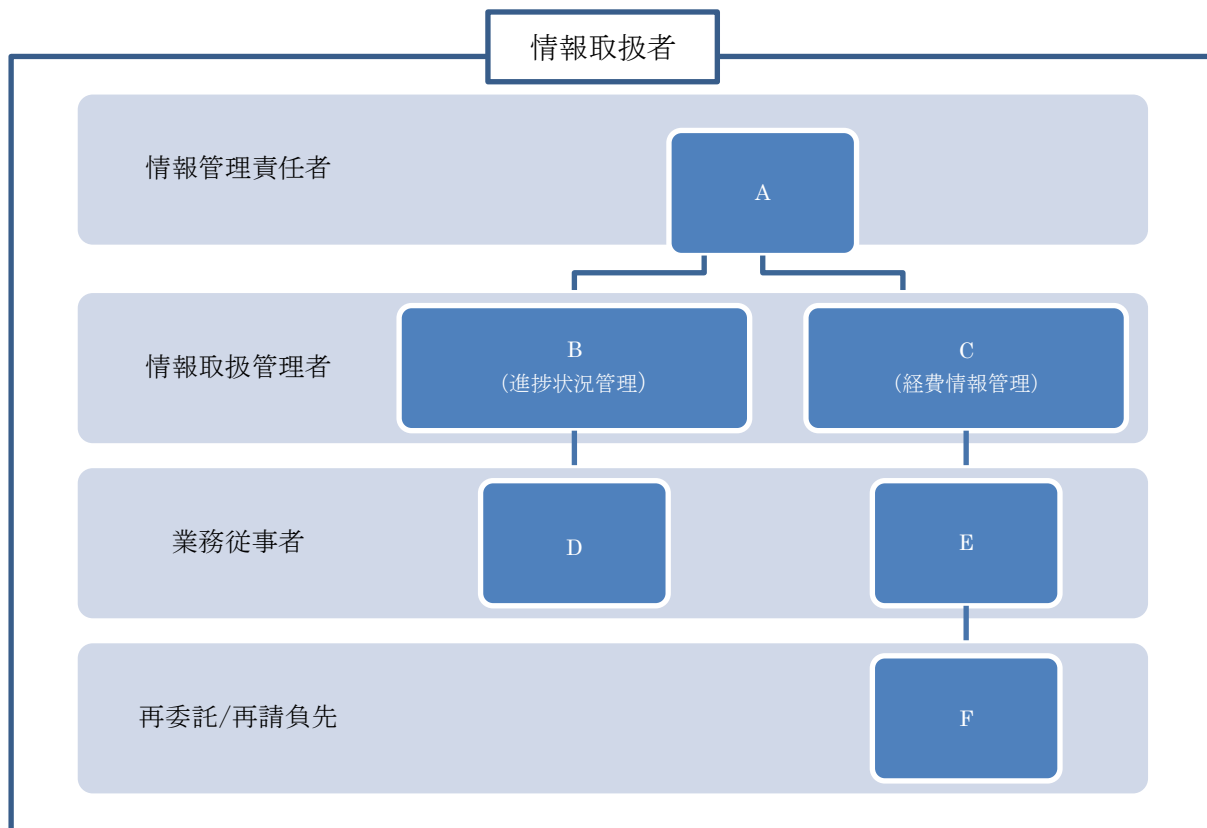 情報取扱者
情報管理責任者
A
情報取扱管理者
B
（進捗状況管理）
C
（経費情報管理）
業務従事者
D
E
再委託/再請負先
F